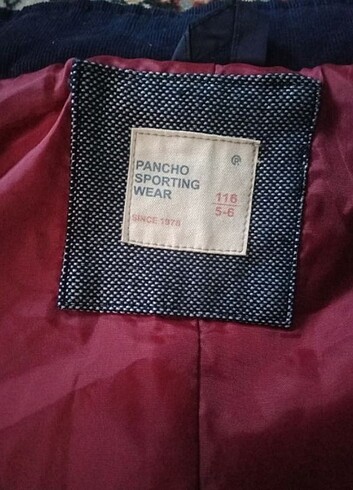 ®
PANCHO
SPORTING
WEAR
116
5-6
SINCE 1978